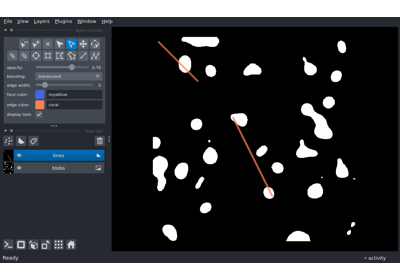 File View Layers Plugins Window Help
opacity: 0.70
blending: translucent
edge width: 5
face color: royalblue
edge color: coral
display text: ✓
lines
blobs
Ready
activity